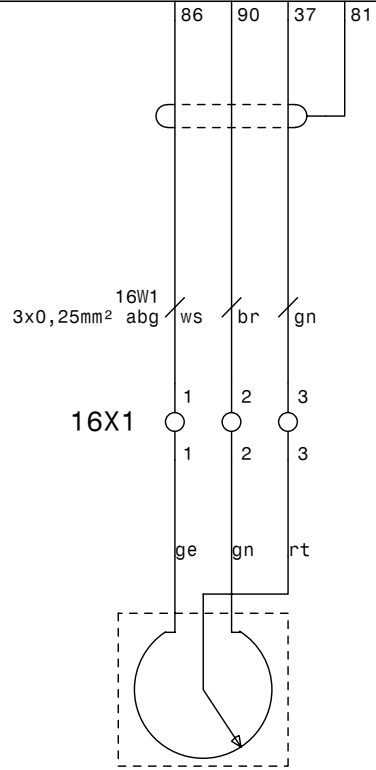 86 90 37 81
16W1
3x0,25mm² abg ws br gn
1 2 3
16X1
1 2 3
ge gn rt